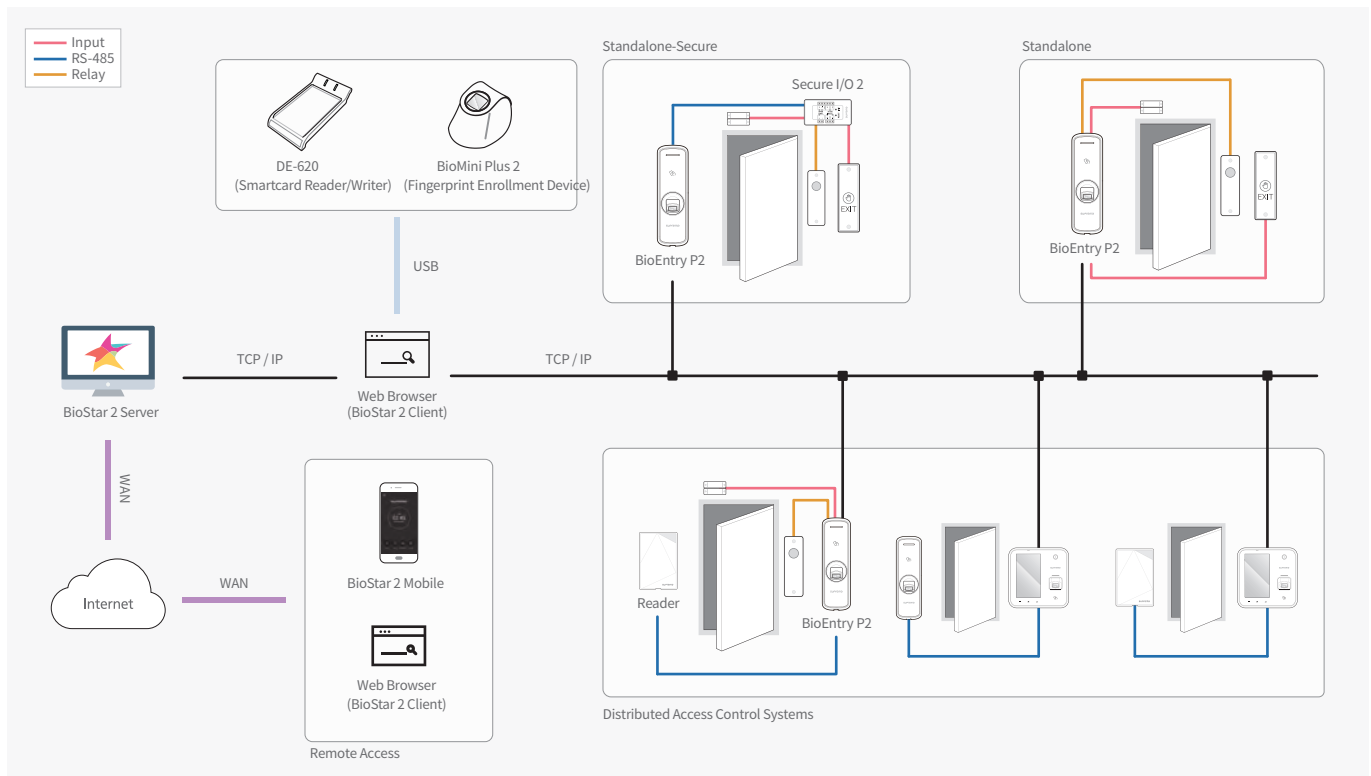 Input
RS-485
Relay
DE-620
(Smartcard Reader/Writer)
BioMini Plus 2
(Fingerprint Enrollment Device)
USB
Standalone-Secure
Secure I/O 2
EXIT
BioEntry P2
Standalone
EXIT
BioEntry P2
BioStar 2 Server
TCP / IP
Web Browser
(BioStar 2 Client)
TCP / IP
WAN
Internet
WAN
BioStar 2 Mobile
Web Browser
(BioStar 2 Client)
Remote Access
Reader
BioEntry P2
Distributed Access Control Systems